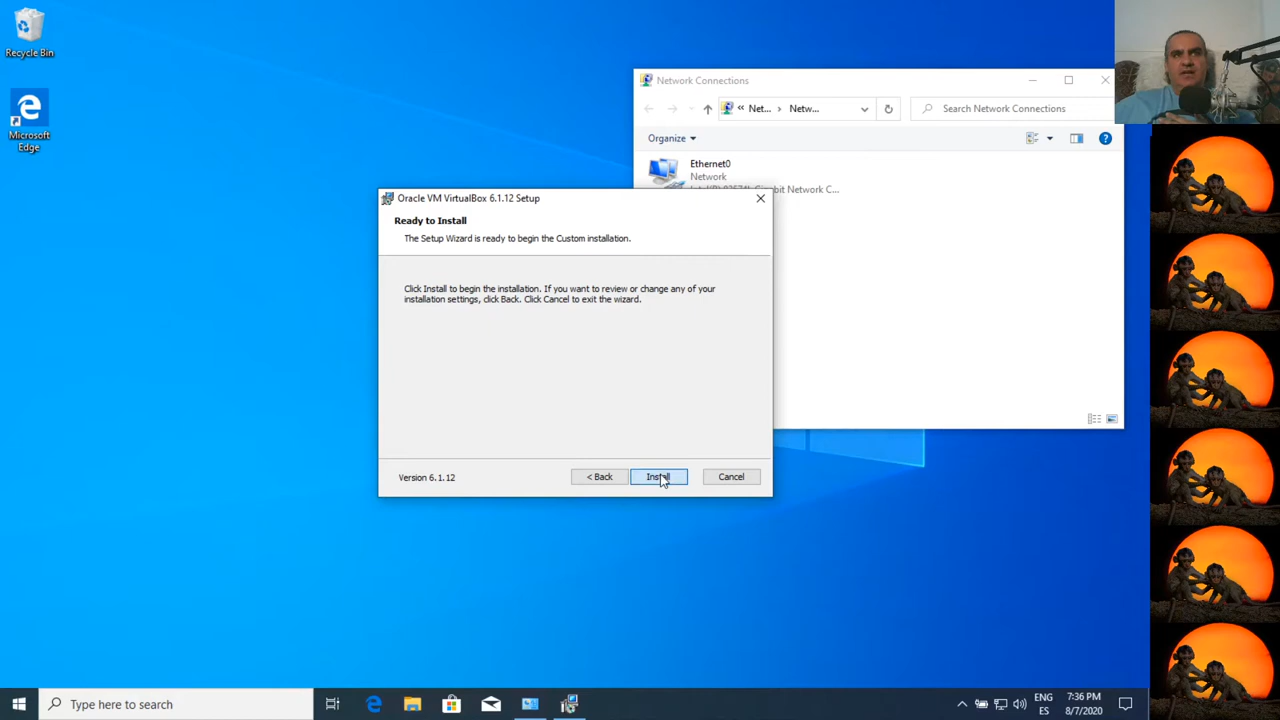 Recycle Bin
Microsoft
Edge
Network Connections
« Net... › Netw...
Search Network Connections
Organize
Ethernet0
Network
Oracle VM VirtualBox 6.1.12 Setup
Ready to Install
The Setup Wizard is ready to begin the Custom installation.
Click Install to begin the installation. If you want to review or change any of your
installation settings, click Back. Click Cancel to exit the wizard.
Version 6.1.12
< Back
Install
Cancel
Type here to search
ENG
ES
7:36 PM
8/7/2020